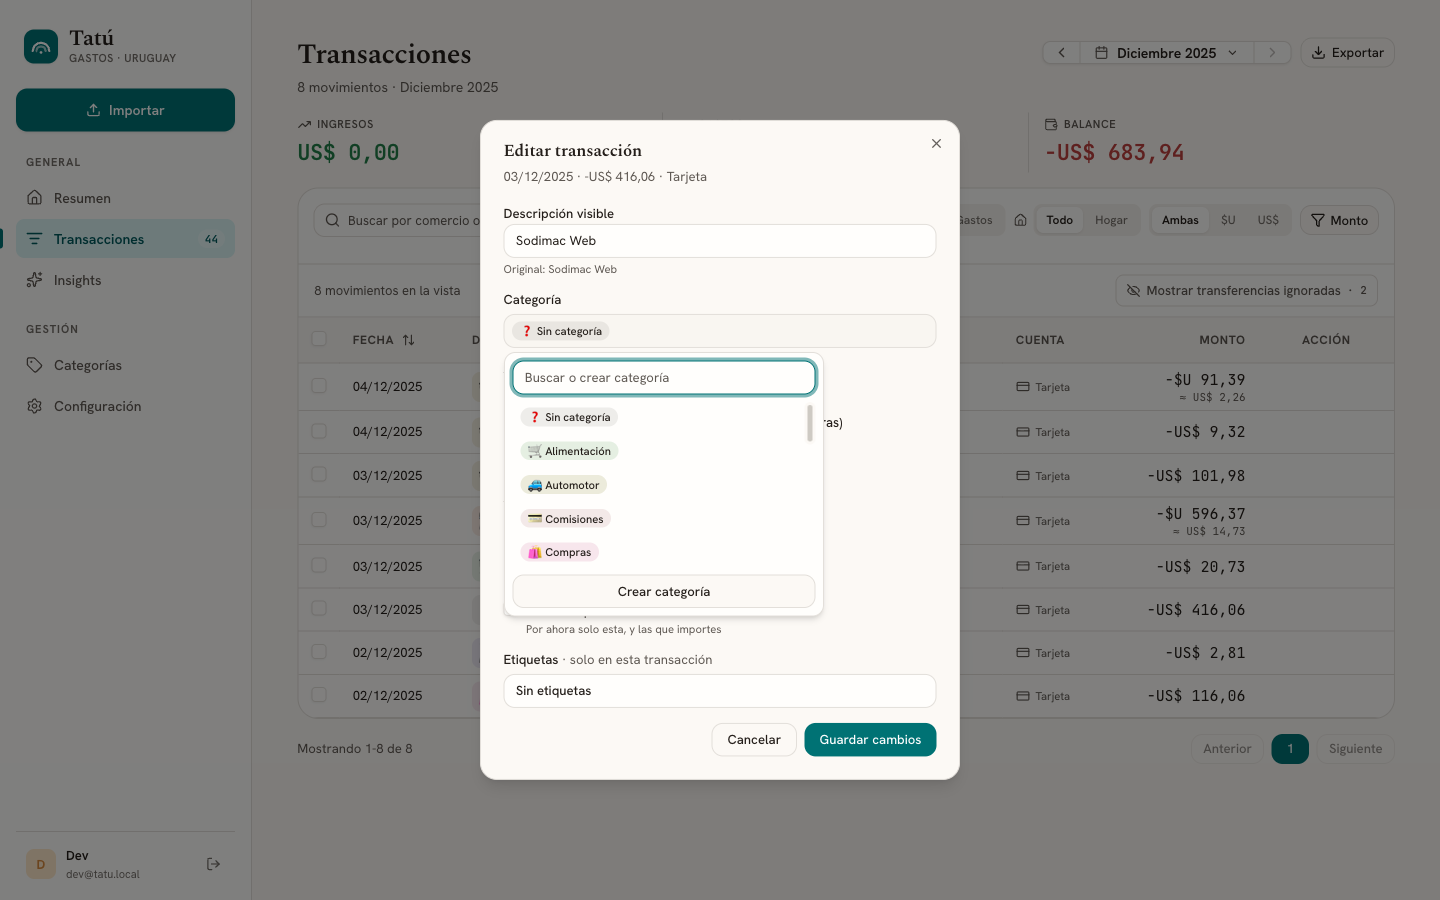 Tatú
GASTOS · URUGUAY
Importar
GENERAL
Resumen
Transacciones 44
Insights
GESTIÓN
Categorías
Configuración
D
Dev
dev@tatu.local
Transacciones
8 movimientos · Diciembre 2025
Diciembre 2025
Exportar
INGRESOS
US$ 0,00
BALANCE
-US$ 683,94
Buscar por comercio o
Gastos
Todo Hogar
Ambas $U US$
Monto
8 movimientos en la vista
Mostrar transferencias ignoradas · 2
FECHA D CUENTA MONTO ACCIÓN
04/12/2025 Tarjeta -$U 91,39
≈ US$ 2,26
04/12/2025 Tarjeta -US$ 9,32
03/12/2025 Tarjeta -US$ 101,98
03/12/2025 Tarjeta -$U 596,37
≈ US$ 14,73
03/12/2025 Tarjeta -US$ 20,73
03/12/2025 Tarjeta -US$ 416,06
02/12/2025 Tarjeta -US$ 2,81
02/12/2025 Tarjeta -US$ 116,06
Mostrando 1-8 de 8
Anterior 1 Siguiente
Editar transacción
03/12/2025 · -US$ 416,06 · Tarjeta
Descripción visible
Sodimac Web
Original: Sodimac Web
Categoría
Sin categoría
Buscar o crear categoría
Sin categoría
Alimentación
Automotor
Comisiones
Compras
Crear categoría
ras)
Por ahora solo esta, y las que importes
Etiquetas · solo en esta transacción
Sin etiquetas
Cancelar
Guardar cambios